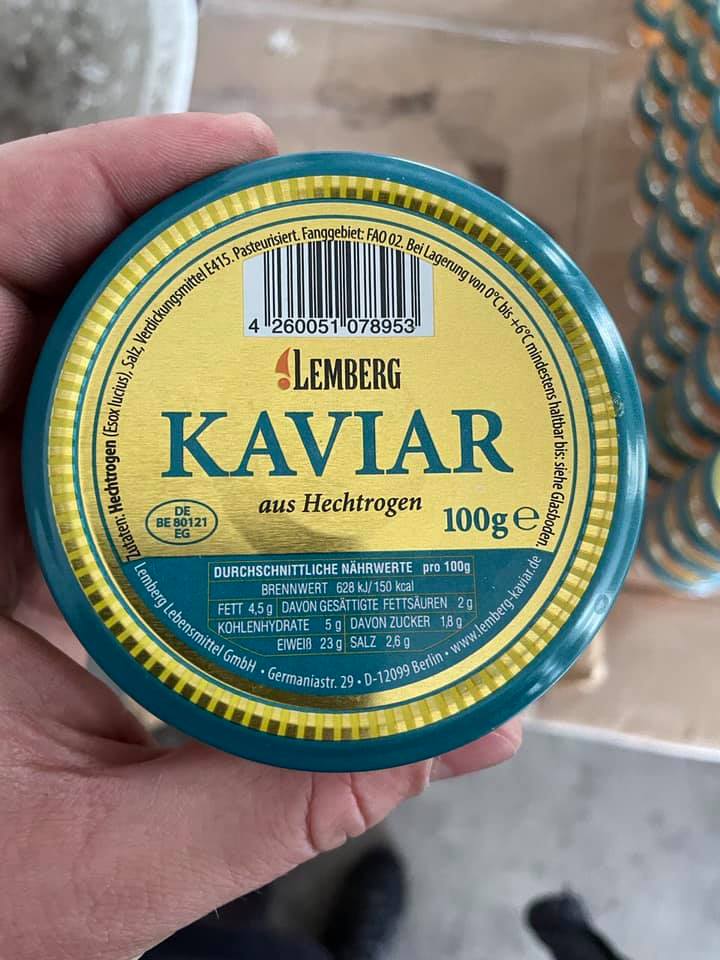 Zutaten: Hechtrogen (Esox lucius), Salz, Verdickungsmittel E415. Pasteurisiert. Fanggebiet: FAO 02. Bei Lagerung von 0°C bis +6°C mindestens haltbar bis: siehe Glasboden.
4 260051 078953
LEMBERG
KAVIAR
aus Hechtrogen
100g ℮
DE
BE 80121
EG
DURCHSCHNITTLICHE NÄHRWERTE pro 100g
BRENNWERT 628 kJ/150 kcal
FETT 4,5 g DAVON GESÄTTIGTE FETTSÄUREN 2 g
KOHLENHYDRATE 5 g DAVON ZUCKER 1,8 g
EIWEIß 23 g SALZ 2,6 g
Lemberg Lebensmittel GmbH • Germaniastr. 29 • D-12099 Berlin • www.lemberg-kaviar.de